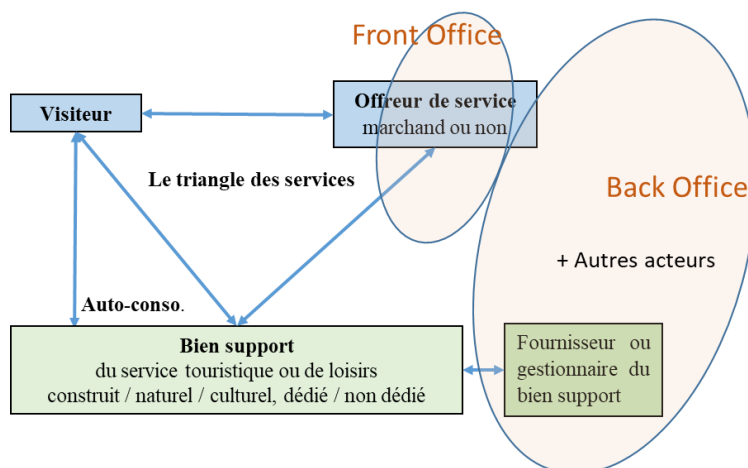 Front Office
Visiteur
Offreur de service
marchand ou non
Le triangle des services
Back Office
+ Autres acteurs
Auto-conso.
Bien support
du service touristique ou de loisirs
construit / naturel / culturel, dédié / non dédié
Fournisseur ou
gestionnaire du
bien support